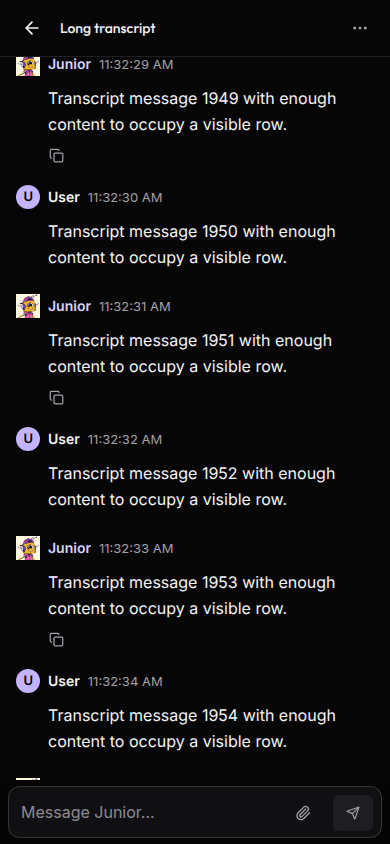 Long transcript
Junior 11:32:29 AM
Transcript message 1949 with enough
content to occupy a visible row.
U User 11:32:30 AM
Transcript message 1950 with enough
content to occupy a visible row.
Junior 11:32:31 AM
Transcript message 1951 with enough
content to occupy a visible row.
U User 11:32:32 AM
Transcript message 1952 with enough
content to occupy a visible row.
Junior 11:32:33 AM
Transcript message 1953 with enough
content to occupy a visible row.
U User 11:32:34 AM
Transcript message 1954 with enough
content to occupy a visible row.
Message Junior...